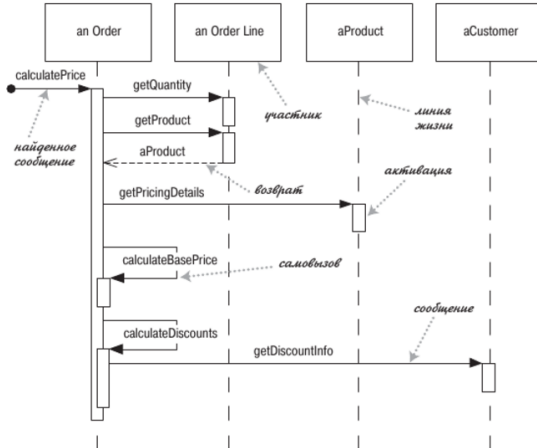 an Order
an Order Line
aProduct
aCustomer
calculatePrice
getQuantity
участник
линия
жизни
найденное
сообщение
getProduct
aProduct
возврат
активация
getPricingDetails
calculateBasePrice
самовызов
сообщение
calculateDiscounts
getDiscountInfo